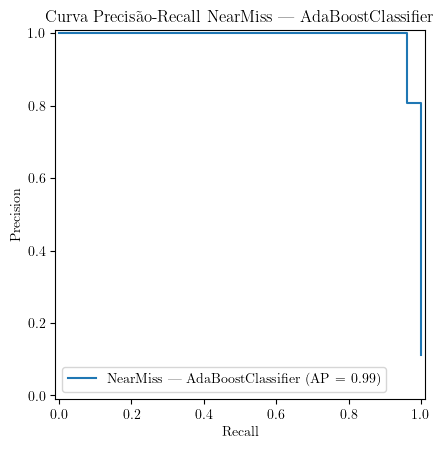 Curva Precisão-Recall NearMiss — AdaBoostClassifier
1.0
0.8
0.6
0.4
0.2
0.0
Precision
NearMiss — AdaBoostClassifier (AP = 0.99)
0.0 0.2 0.4 0.6 0.8 1.0
Recall